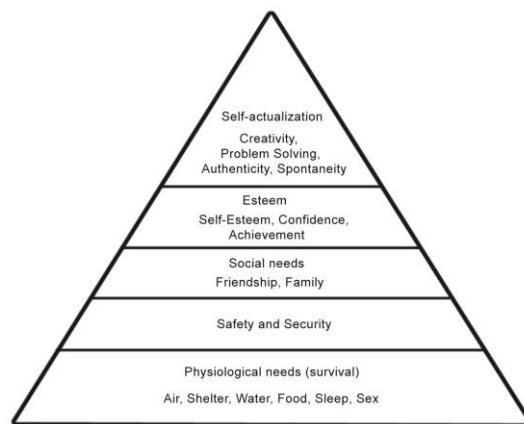 Self-actualization
Creativity,
Problem Solving,
Authenticity, Spontaneity
Esteem
Self-Esteem, Confidence,
Achievement
Social needs
Friendship, Family
Safety and Security
Physiological needs (survival)
Air, Shelter, Water, Food, Sleep, Sex